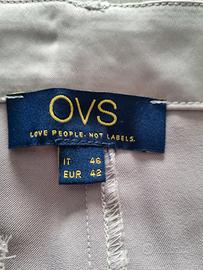 OVS
LOVE PEOPLE. NOT LABELS.
IT 46
EUR 42